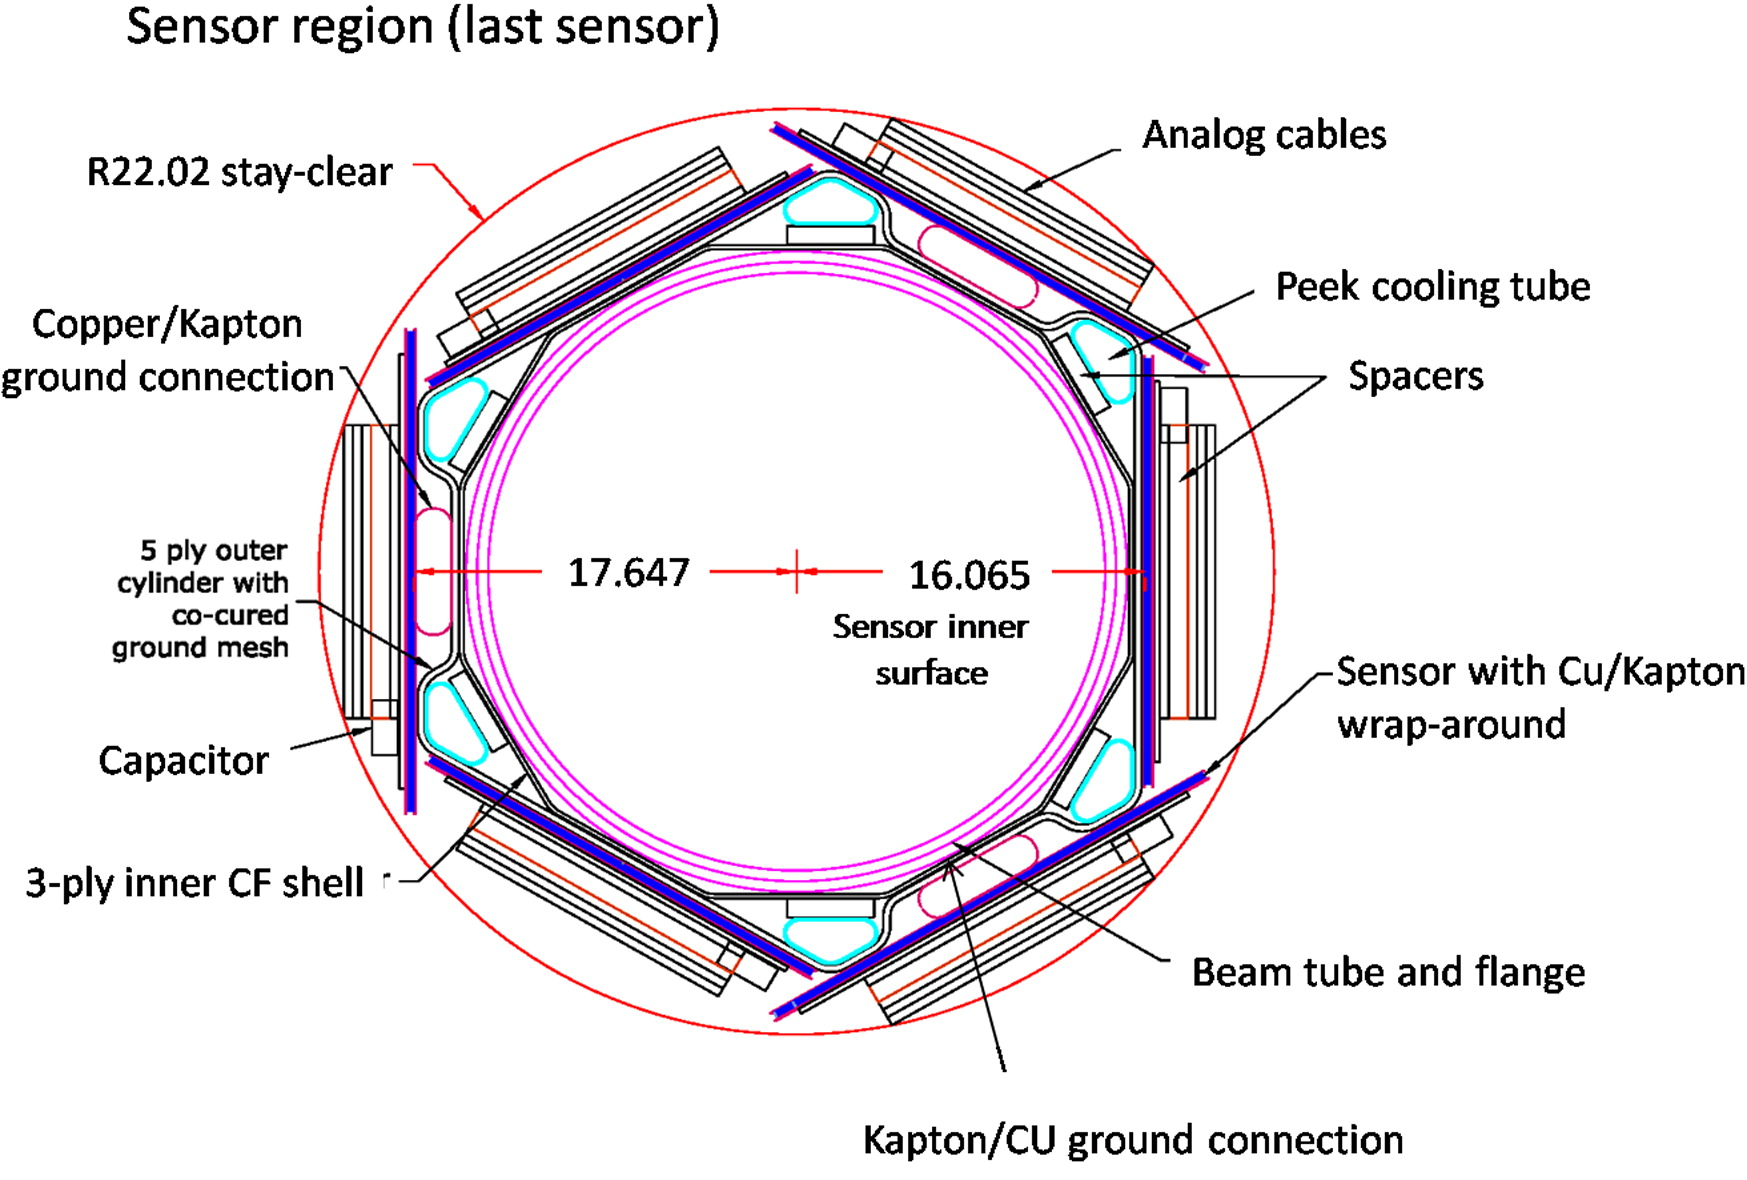 Sensor region (last sensor)
R22.02 stay-clear
Analog cables
Peek cooling tube
Copper/Kapton
ground connection
Spacers
17.647
16.065
5 ply outer
cylinder with
co-cured
ground mesh
Sensor inner
surface
Sensor with Cu/Kapton
wrap-around
Capacitor
3-ply inner CF shell
Beam tube and flange
Kapton/CU ground connection